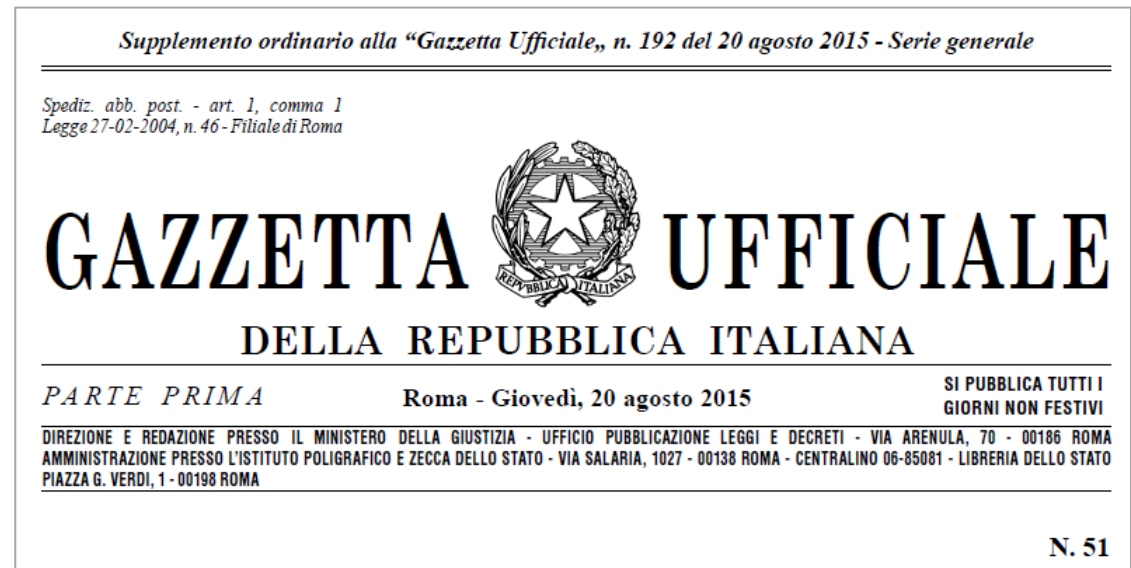 Supplemento ordinario alla “Gazzetta Ufficiale„ n. 192 del 20 agosto 2015 - Serie generale
Spediz. abb. post. - art. 1, comma 1
Legge 27-02-2004, n. 46 - Filiale di Roma
GAZZETTA UFFICIALE
REPVBBLICA ITALIANA
DELLA REPUBBLICA ITALIANA
PARTE PRIMA
Roma - Giovedì, 20 agosto 2015
SI PUBBLICA TUTTI I
GIORNI NON FESTIVI
DIREZIONE E REDAZIONE PRESSO IL MINISTERO DELLA GIUSTIZIA - UFFICIO PUBBLICAZIONE LEGGI E DECRETI - VIA ARENULA, 70 - 00186 ROMA
AMMINISTRAZIONE PRESSO L'ISTITUTO POLIGRAFICO E ZECCA DELLO STATO - VIA SALARIA, 1027 - 00138 ROMA - CENTRALINO 06-85081 - LIBRERIA DELLO STATO
PIAZZA G. VERDI, 1 - 00198 ROMA
N. 51